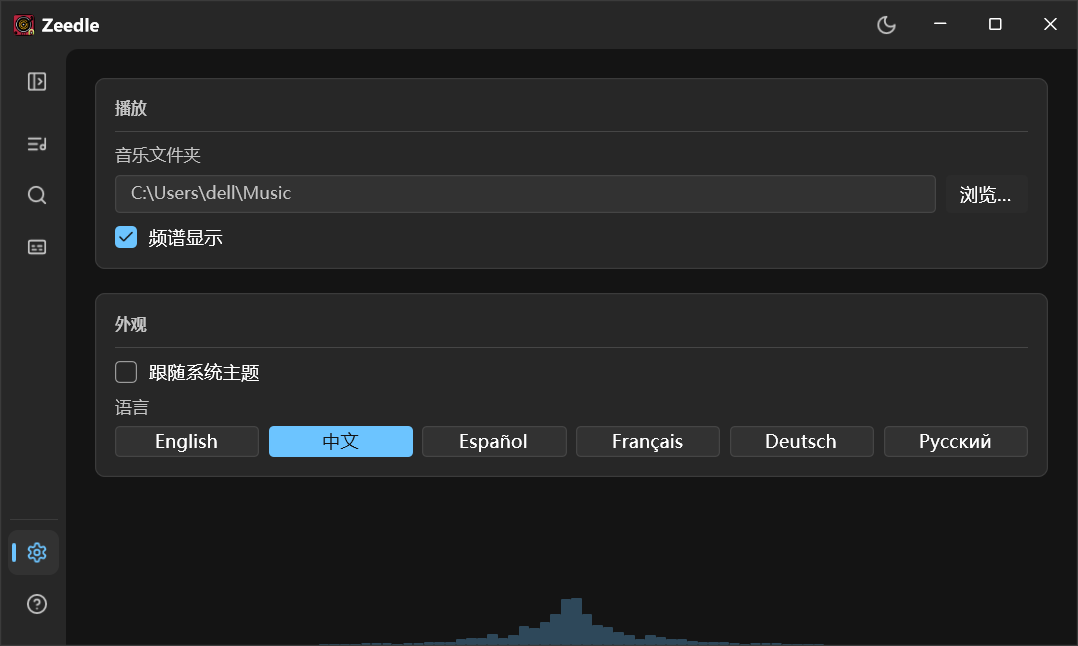 Zeedle
播放
音乐文件夹
C:\Users\dell\Music
浏览...
频谱显示
外观
跟随系统主题
语言
English 中文 Español Français Deutsch Русский